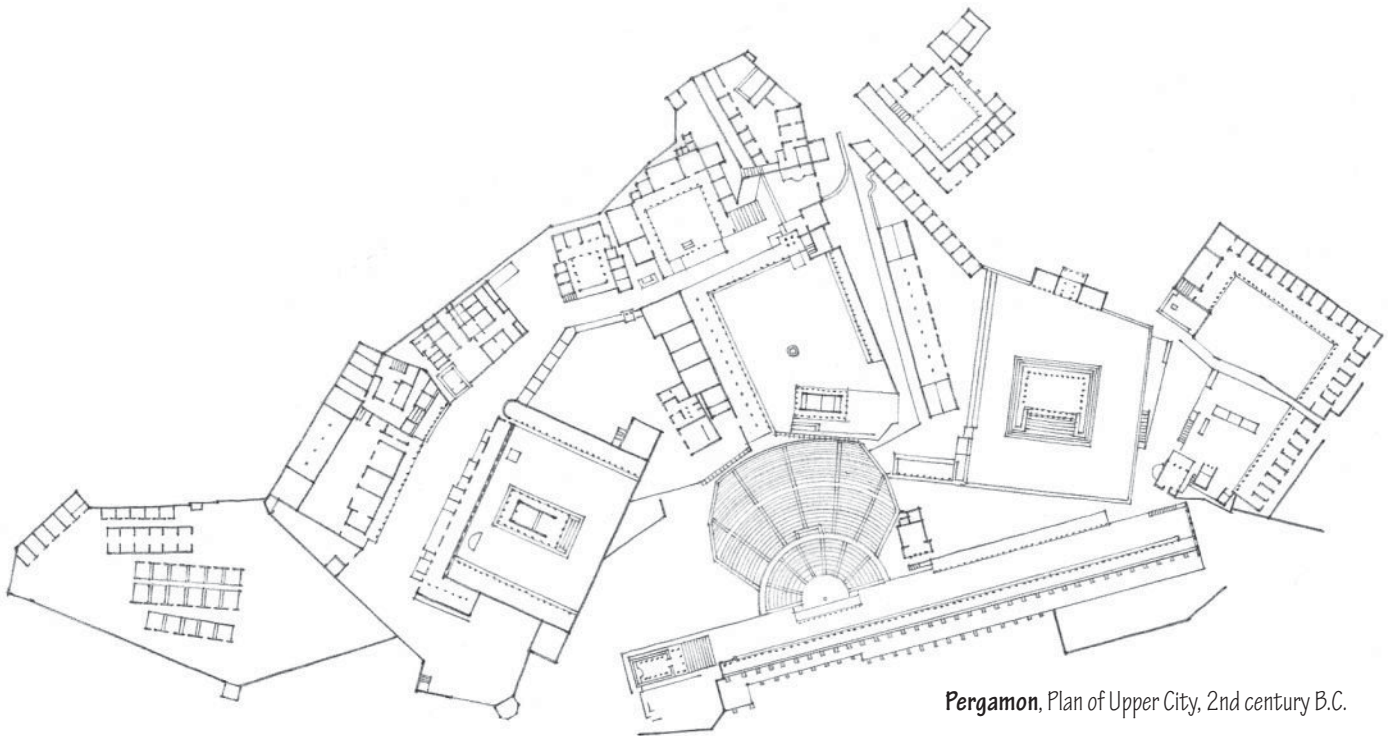 Pergamon, Plan of Upper City, 2nd century B.C.